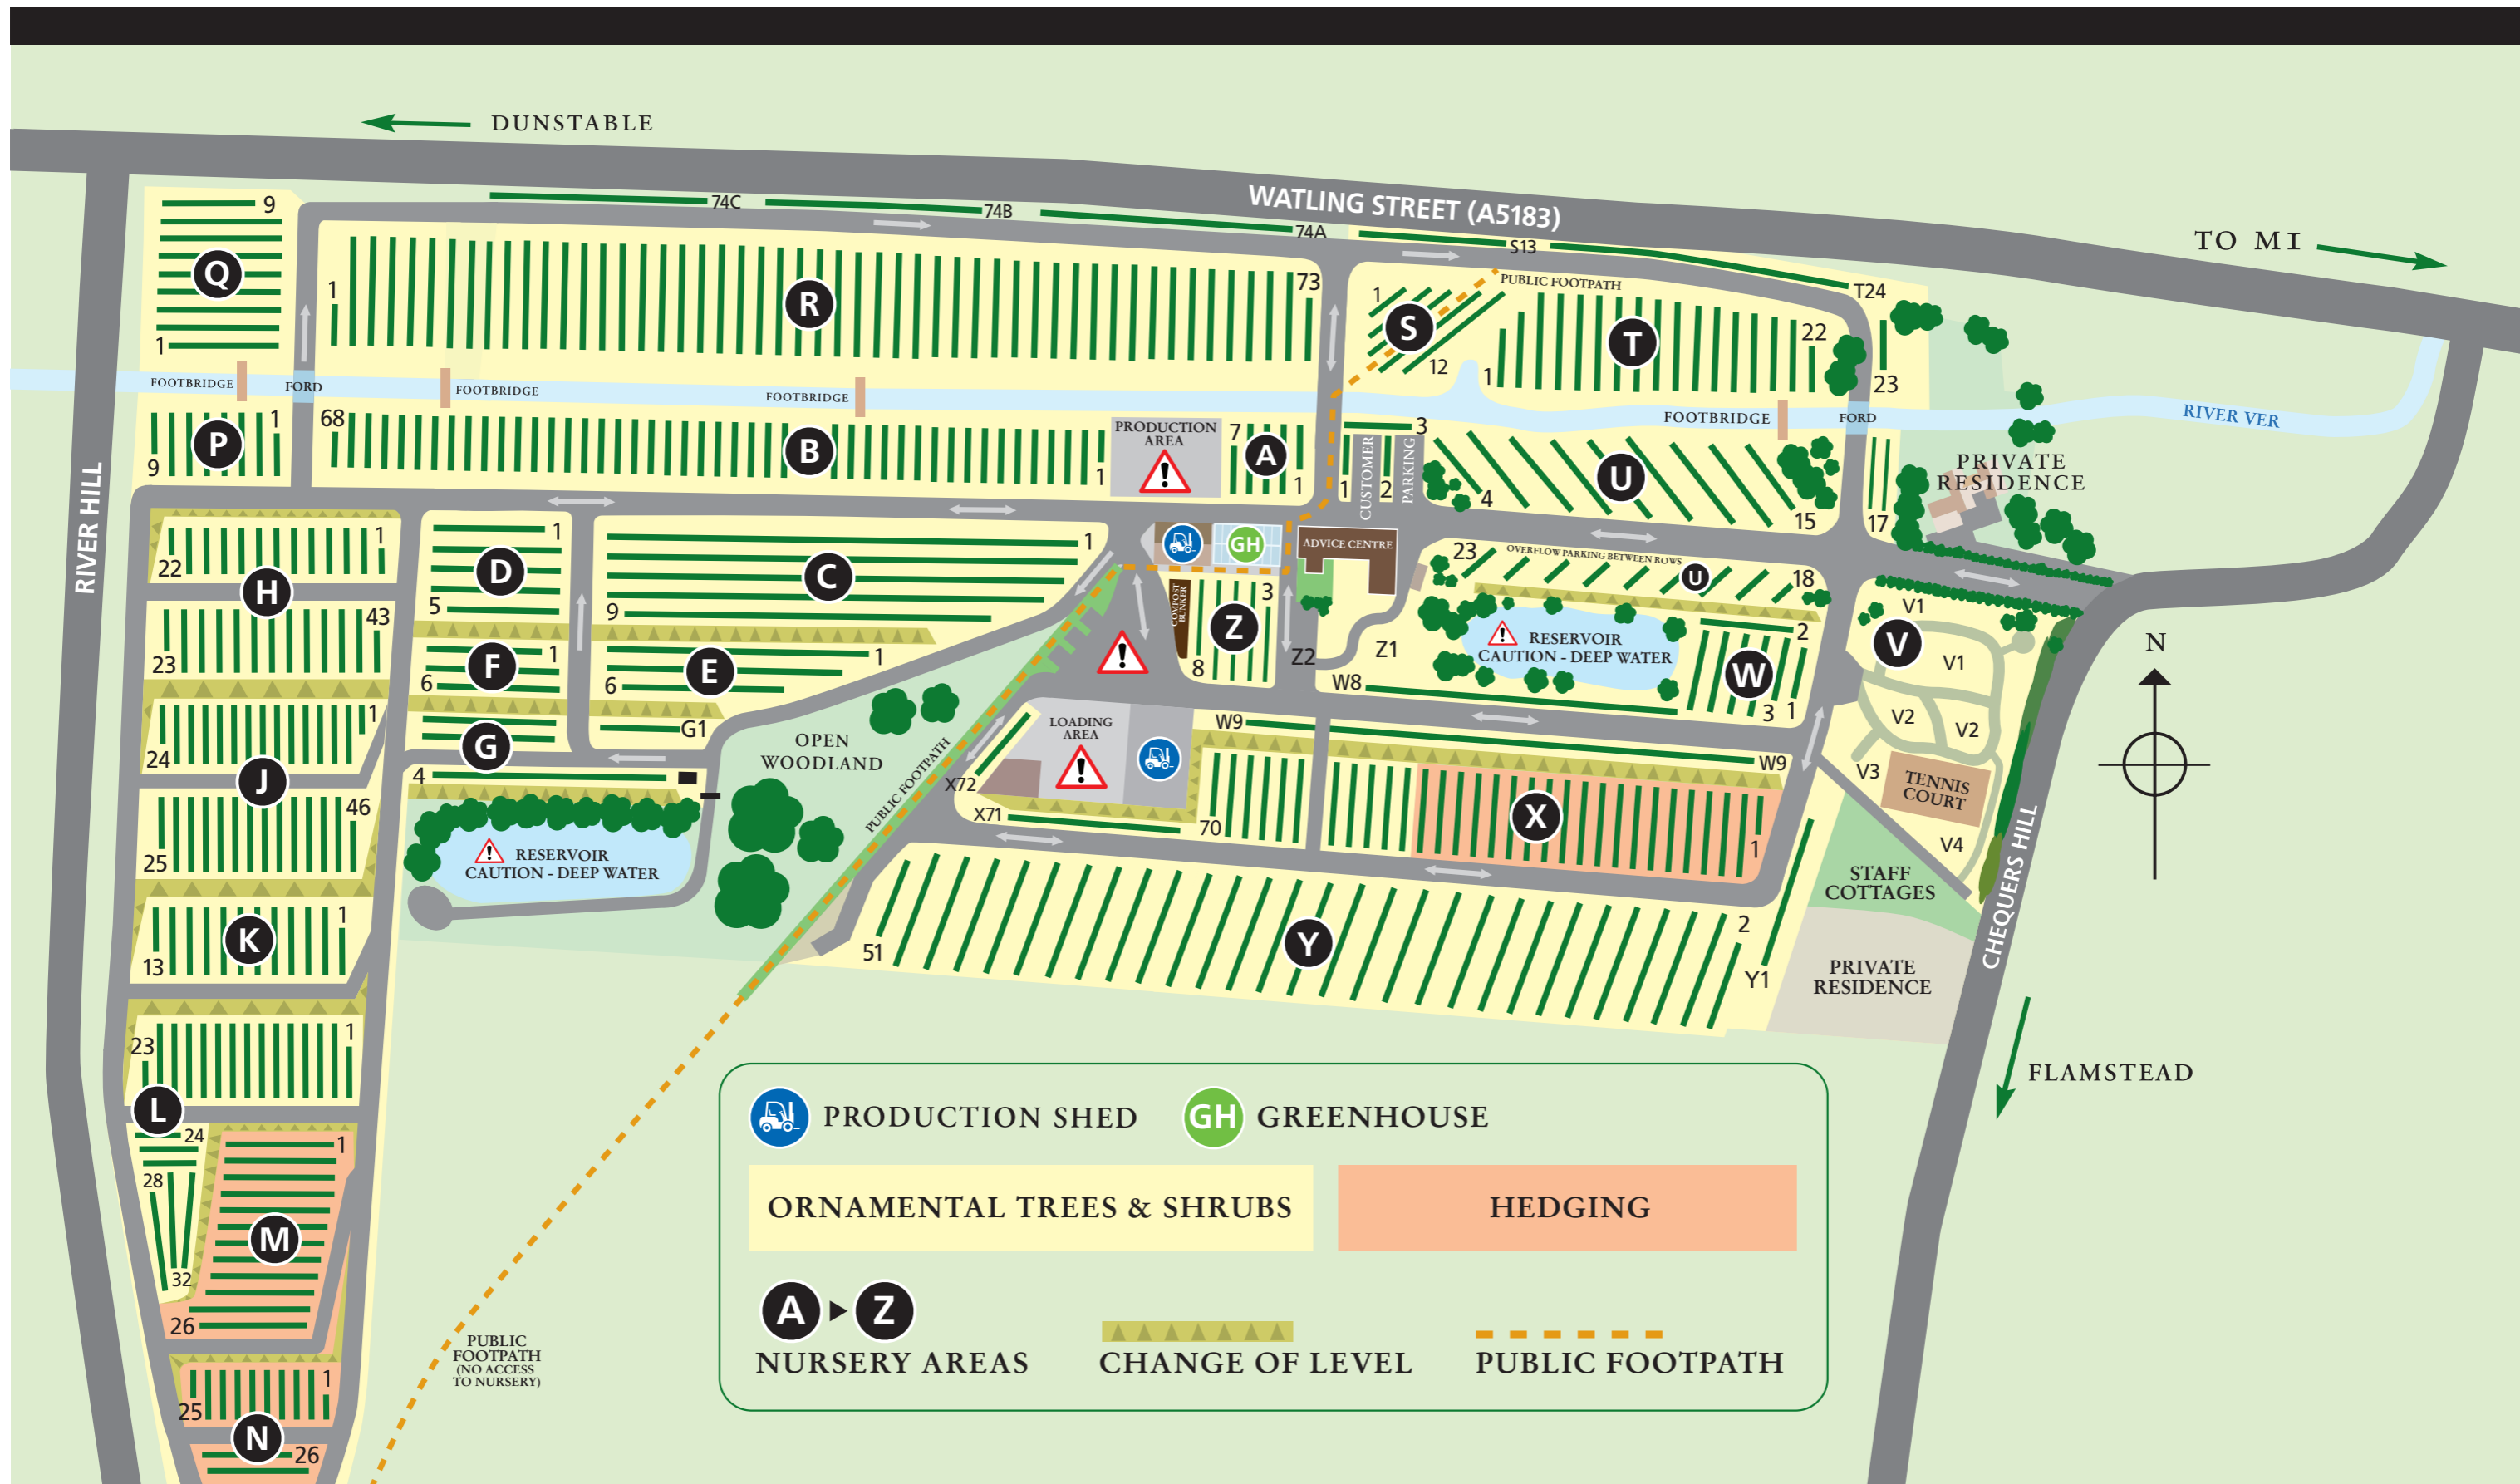 DUNSTABLE
WATLING STREET (A5183)
TO M1
74C
74B
74A
S13
T24
9
Q
1
1
R
73
1
S
12
PUBLIC FOOTPATH
1
T
22
23
FOOTBRIDGE
FORD
FOOTBRIDGE
FOOTBRIDGE
FOOTBRIDGE
FORD
RIVER VER
RIVER HILL
1
P
9
68
B
1
PRODUCTION
AREA
7
A
1
3
1
CUSTOMER
2
PARKING
4
U
15
17
PRIVATE
RESIDENCE
1
22
H
43
23
1
D
5
1
C
9
GH
ADVICE CENTRE
23
OVERFLOW PARKING BETWEEN ROWS
U
18
COMPOST
BUNKER
3
Z
8
Z2
Z1
RESERVOIR
CAUTION - DEEP WATER
2
W
3
1
W8
V1
V
V1
V2
V2
V3
TENNIS
COURT
V4
N
1
F
6
1
E
6
G1
G
4
1
24
J
46
25
RESERVOIR
CAUTION - DEEP WATER
OPEN
WOODLAND
PUBLIC FOOTPATH
LOADING
AREA
X72
X71
W9
W9
70
X
1
STAFF
COTTAGES
CHEQUERS HILL
1
K
13
51
Y
2
Y1
PRIVATE
RESIDENCE
FLAMSTEAD
1
23
L
24
28
32
1
M
26
1
25
N
26
PUBLIC
FOOTPATH
(NO ACCESS
TO NURSERY)
PRODUCTION SHED
GH GREENHOUSE
ORNAMENTAL TREES & SHRUBS
HEDGING
A Z
NURSERY AREAS
CHANGE OF LEVEL
PUBLIC FOOTPATH